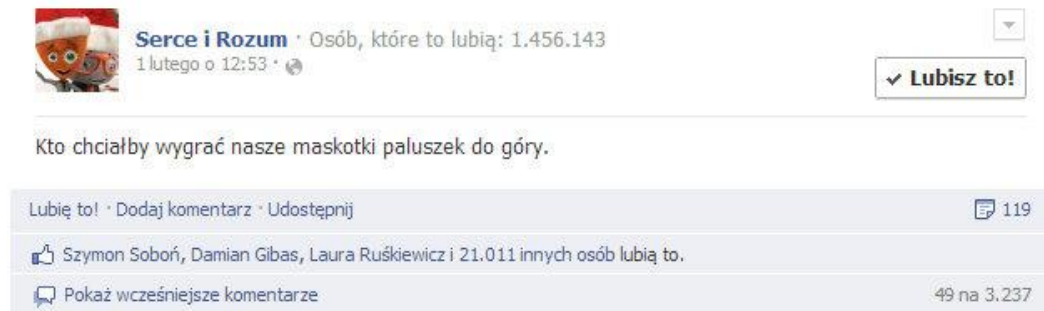 Serce i Rozum · Osób, które to lubią: 1.456.143
1 lutego o 12:53 ·
✓ Lubisz to!
Kto chciałby wygrać nasze maskotki paluszek do góry.
Lubię to! · Dodaj komentarz · Udostępnij 119
Szymon Soboń, Damian Gibas, Laura Ruśkiewicz i 21.011 innych osób lubią to.
Pokaż wcześniejsze komentarze 49 na 3.237